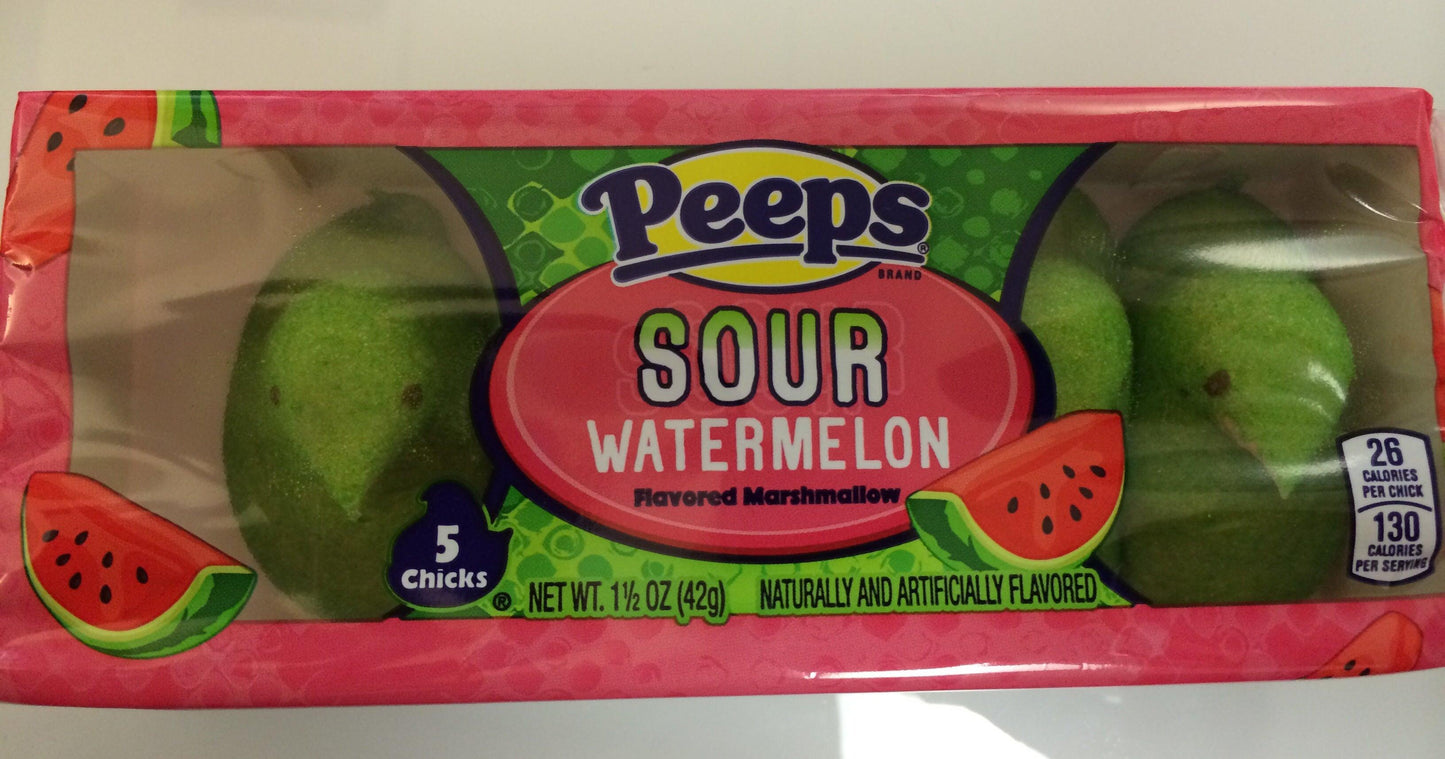 Peeps®
BRAND
SOUR
WATERMELON
Flavored Marshmallow
5
Chicks
®
NET WT. 1½ OZ (42g)
NATURALLY AND ARTIFICIALLY FLAVORED
26
CALORIES
PER CHICK
130
CALORIES
PER SERVING